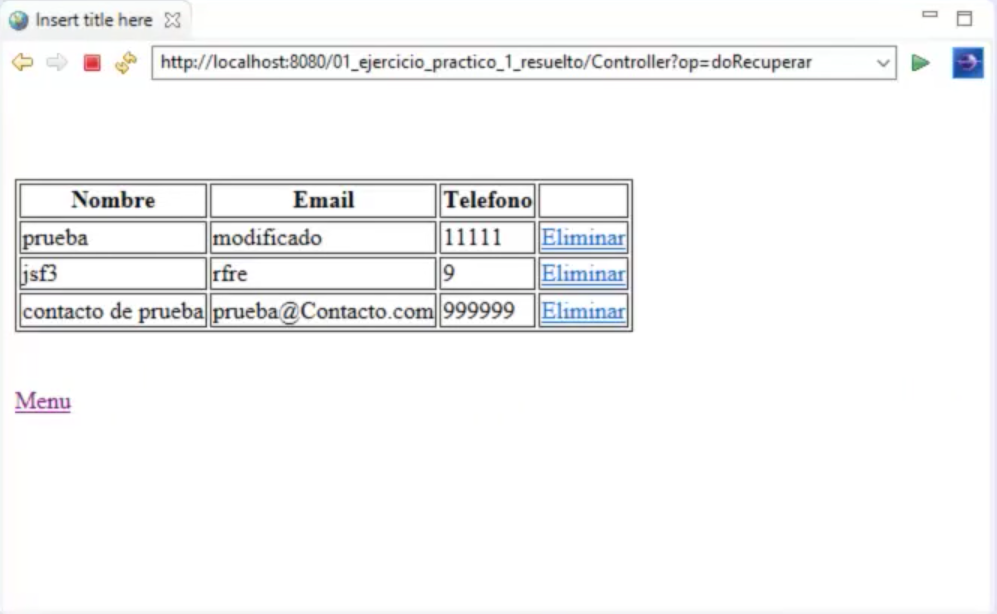 Insert title here
http://localhost:8080/01_ejercicio_practico_1_resuelto/Controller?op=doRecuperar
Nombre Email Telefono
prueba modificado 11111 Eliminar
jsf3 rfre 9 Eliminar
contacto de prueba prueba@Contacto.com 999999 Eliminar
Menu